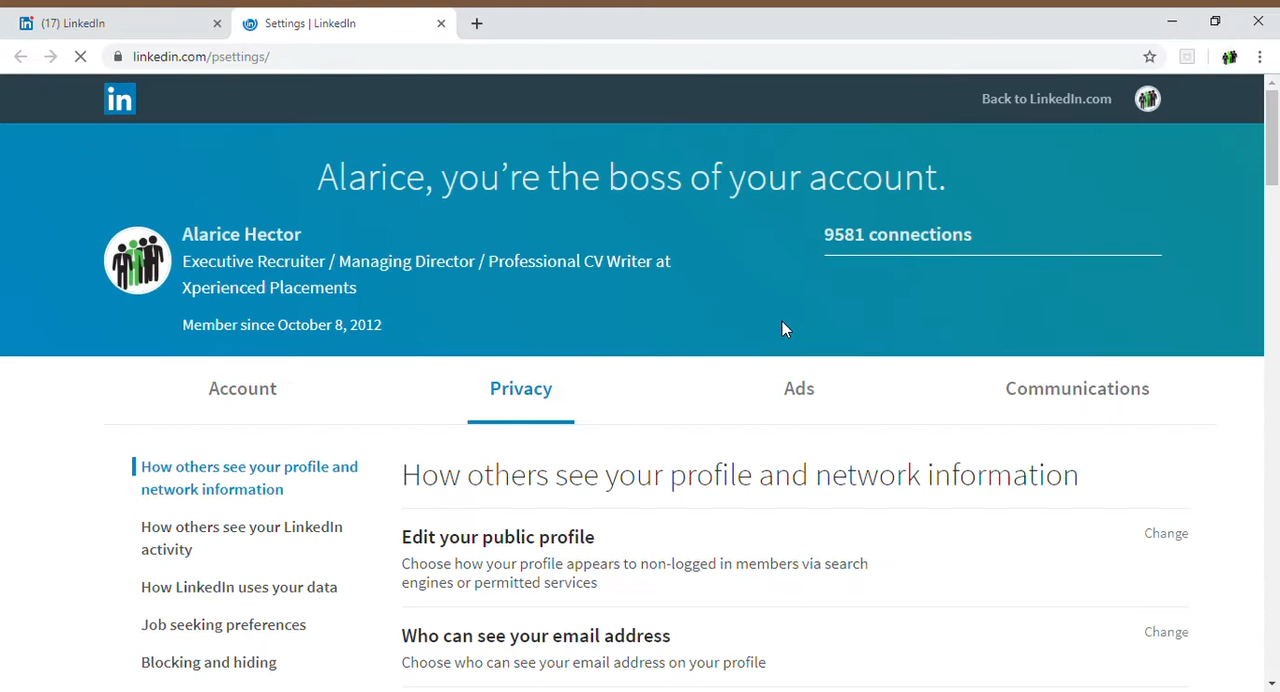 (17) LinkedIn
Settings | LinkedIn
linkedin.com/psettings/
in
Back to LinkedIn.com
Alarice, you’re the boss of your account.
Alarice Hector
9581 connections
Executive Recruiter / Managing Director / Professional CV Writer at
Xperienced Placements
Member since October 8, 2012
Account
Privacy
Ads
Communications
How others see your profile and
network information
How others see your LinkedIn
activity
How LinkedIn uses your data
Job seeking preferences
Blocking and hiding
How others see your profile and network information
Edit your public profile
Change
Choose how your profile appears to non-logged in members via search
engines or permitted services
Who can see your email address
Change
Choose who can see your email address on your profile